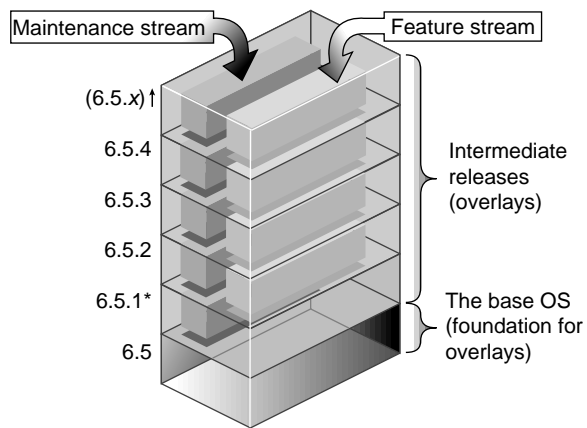 Maintenance stream
Feature stream
(6.5.x)
6.5.4
6.5.3
6.5.2
6.5.1*
6.5
Intermediate
releases
(overlays)
The base OS
(foundation for
overlays)